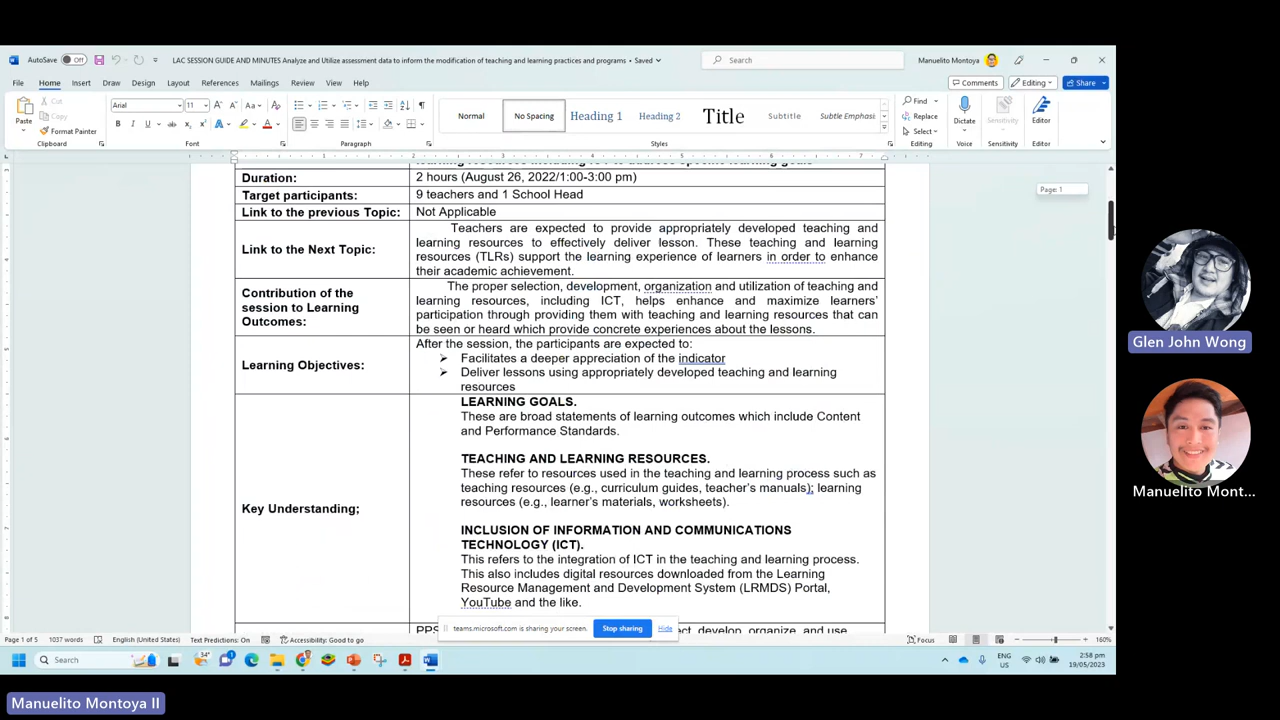 AutoSave Off LAC SESSION GUIDE AND MINUTES Analyze and Utilize assessment data to inform the modification of teaching and learning practices and programs • Saved Search Manuelito Montoya
File Home Insert Draw Design Layout References Mailings Review View Help Comments Editing Share
Paste Cut Copy Format Painter Arial 11 Normal No Spacing Heading 1 Heading 2 Title Subtitle Subtle Emphasi... Find Replace Select Dictate Sensitivity Editor
Clipboard Font Paragraph Styles Editing Voice Sensitivity Editor
Page: 1
Duration: 2 hours (August 26, 2022/1:00-3:00 pm)
Target participants: 9 teachers and 1 School Head
Link to the previous Topic: Not Applicable
Link to the Next Topic:
Teachers are expected to provide appropriately developed teaching and
learning resources to effectively deliver lesson. These teaching and learning
resources (TLRs) support the learning experience of learners in order to enhance
their academic achievement.
Contribution of the
session to Learning
Outcomes:
The proper selection, development, organization and utilization of teaching and
learning resources, including ICT, helps enhance and maximize learners'
participation through providing them with teaching and learning resources that can
be seen or heard which provide concrete experiences about the lessons.
Learning Objectives:
After the session, the participants are expected to:
Facilitates a deeper appreciation of the indicator
Deliver lessons using appropriately developed teaching and learning
resources
Key Understanding;
LEARNING GOALS.
These are broad statements of learning outcomes which include Content
and Performance Standards.
TEACHING AND LEARNING RESOURCES.
These refer to resources used in the teaching and learning process such as
teaching resources (e.g., curriculum guides, teacher's manuals); learning
resources (e.g., learner's materials, worksheets).
INCLUSION OF INFORMATION AND COMMUNICATIONS
TECHNOLOGY (ICT).
This refers to the integration of ICT in the teaching and learning process.
This also includes digital resources downloaded from the Learning
Resource Management and Development System (LRMDS) Portal,
YouTube and the like.
teams.microsoft.com is sharing your screen. Stop sharing Hide
Page 1 of 5 1037 words English (United States) Text Predictions: On Accessibility: Good to go Focus 160%
Search 34° ENG US 2:58 pm 19/05/2023
Glen John Wong
Manuelito Mont...
Manuelito Montoya II